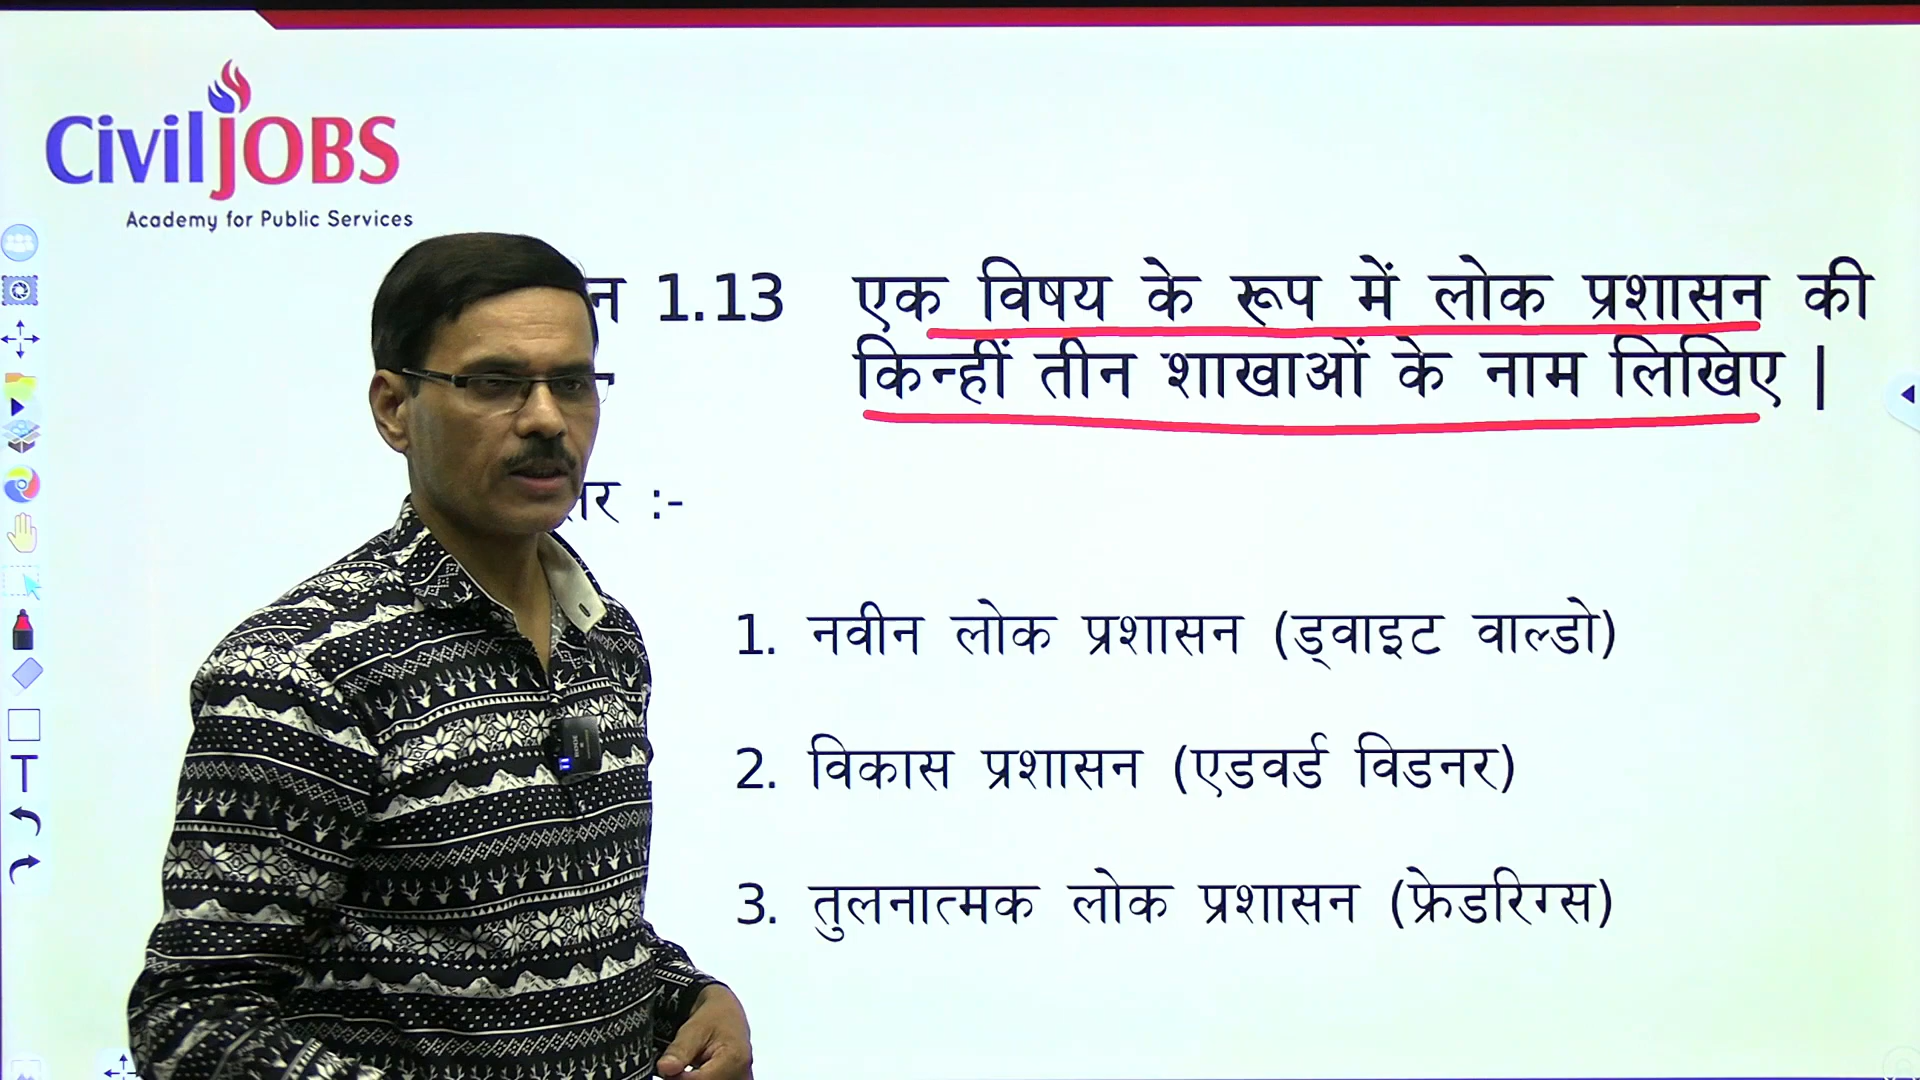 CivilJOBS
Academy for Public Services
1.13 एक विषय के रूप में लोक प्रशासन की
किन्हीं तीन शाखाओं के नाम लिखिए |
:-
1. नवीन लोक प्रशासन (ड्वाइट वाल्डो)
2. विकास प्रशासन (एडवर्ड विडनर)
3. तुलनात्मक लोक प्रशासन (फ्रेडरिग्स)